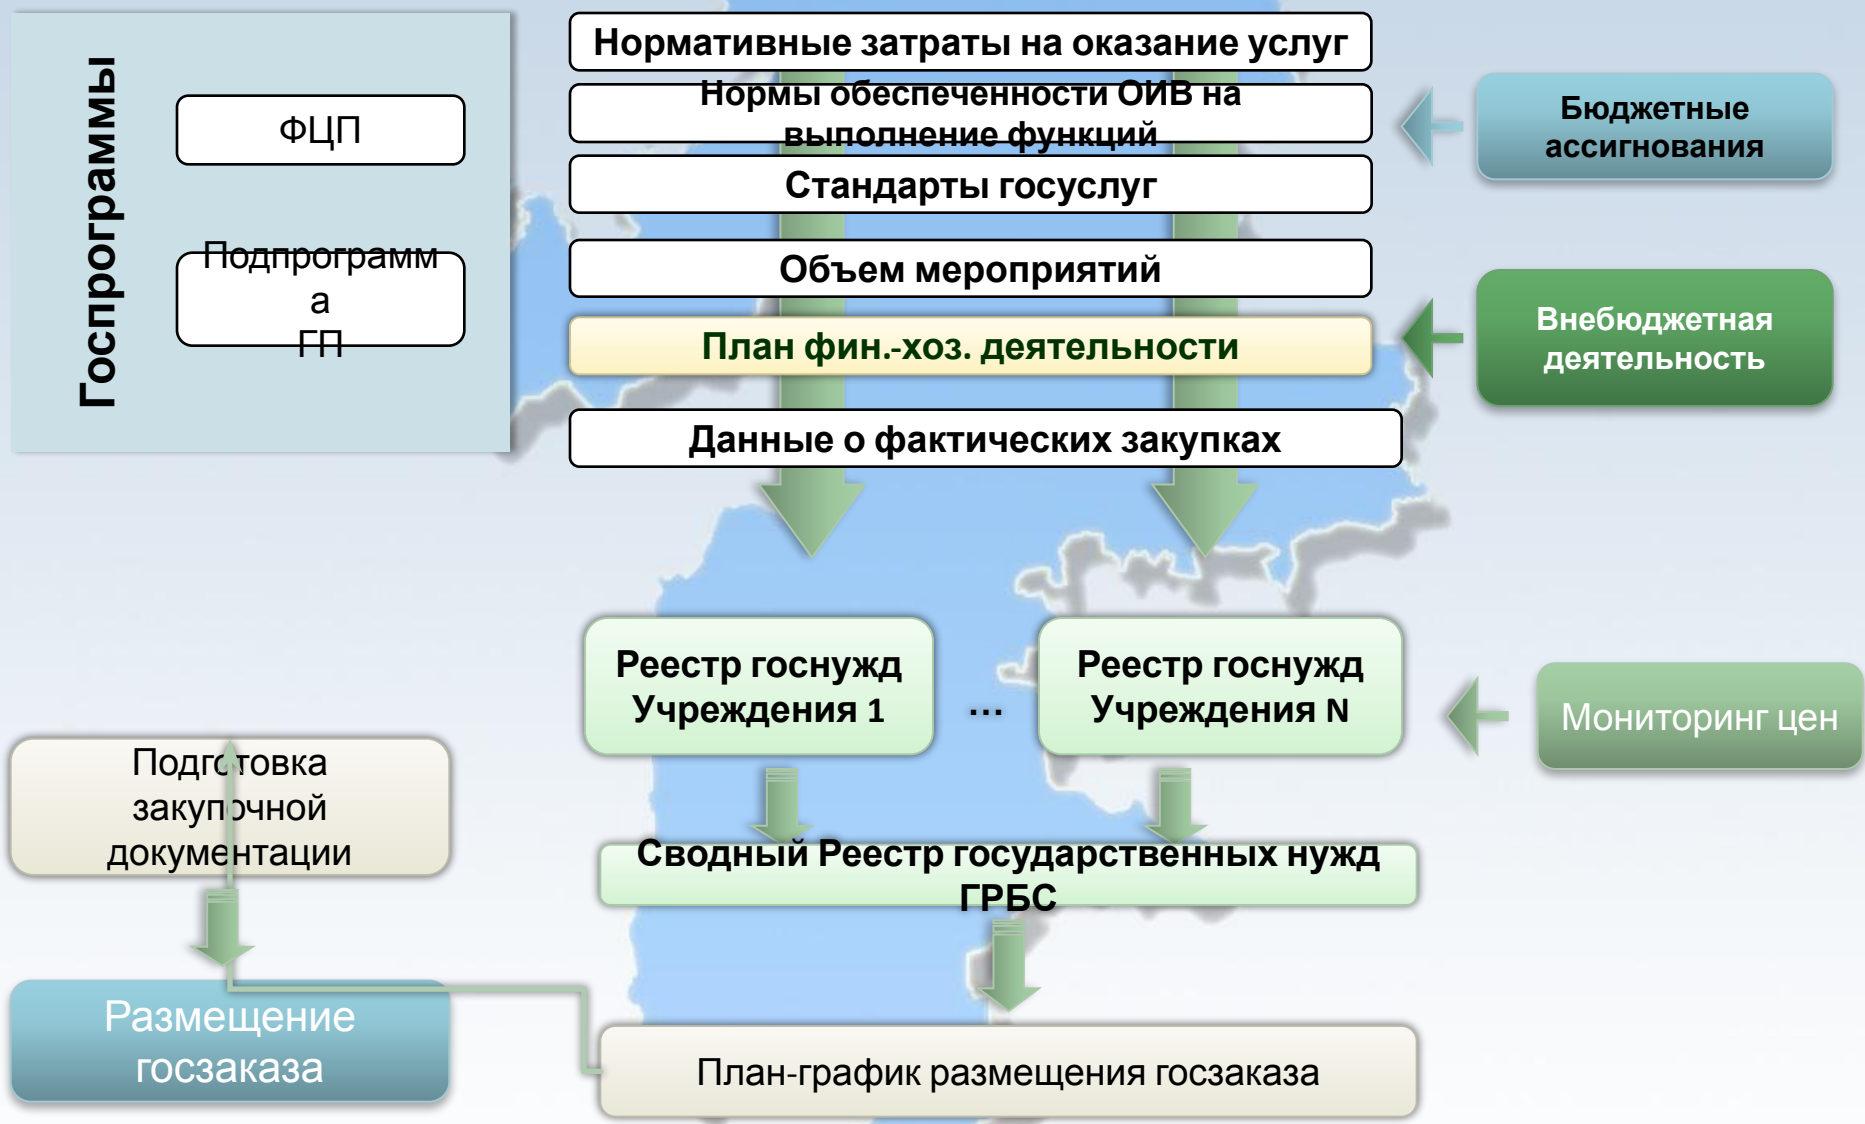 Госпрограммы
ФЦП
Подпрограмм
а
ГП
Нормативные затраты на оказание услуг
Нормы обеспеченности ОИВ на
выполнение функций
Стандарты госуслуг
Объем мероприятий
План фин.-хоз. деятельности
Данные о фактических закупках
Бюджетные
ассигнования
Внебюджетная
деятельность
Реестр госнужд
Учреждения 1
...
Реестр госнужд
Учреждения N
Мониторинг цен
Подготовка
закупочной
документации
Сводный Реестр государственных нужд
ГРБС
Размещение
госзаказа
План-график размещения госзаказа